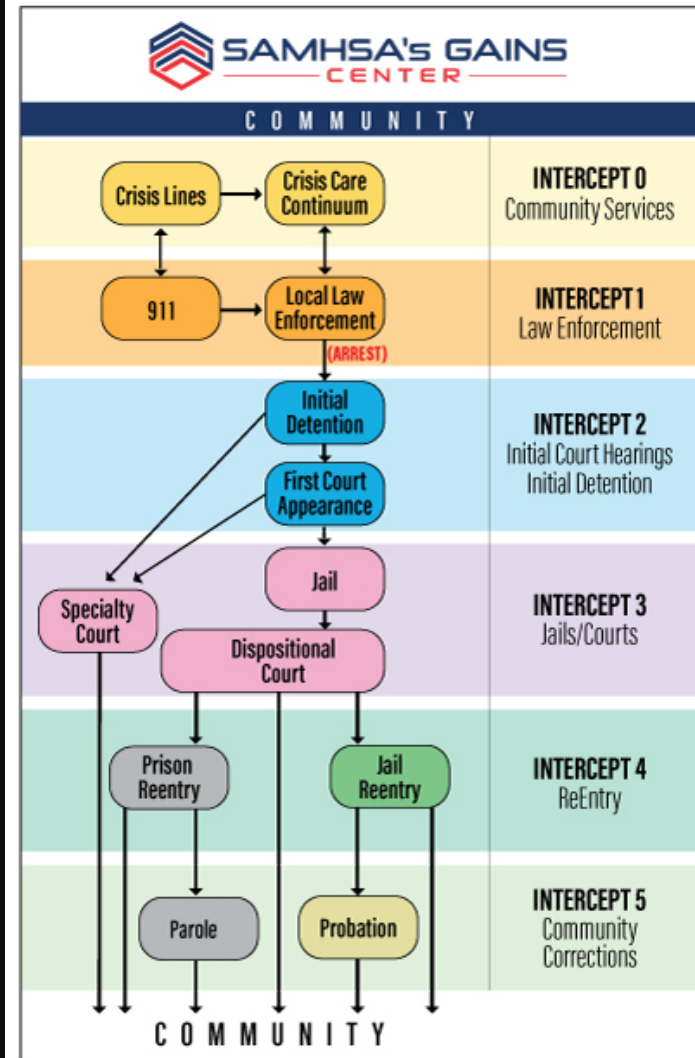 SAMHSA's GAINS
CENTER
COMMUNITY
Crisis Lines
Crisis Care
Continuum
INTERCEPT 0
Community Services
911
Local Law
Enforcement
(ARREST)
INTERCEPT 1
Law Enforcement
Initial
Detention
First Court
Appearance
INTERCEPT 2
Initial Court Hearings
Initial Detention
Jail
Specialty
Court
Dispositional
Court
INTERCEPT 3
Jails/Courts
Prison
Reentry
Jail
Reentry
INTERCEPT 4
ReEntry
Parole
Probation
INTERCEPT 5
Community
Corrections
COMMUNITY